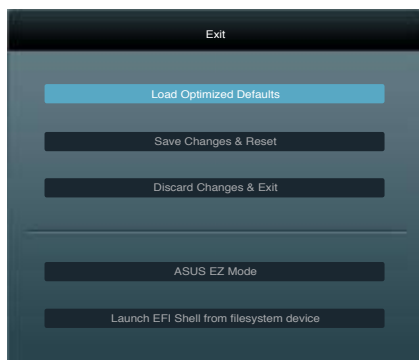 Exit
Load Optimized Defaults
Save Changes & Reset
Discard Changes & Exit
ASUS EZ Mode
Launch EFI Shell from filesystem device